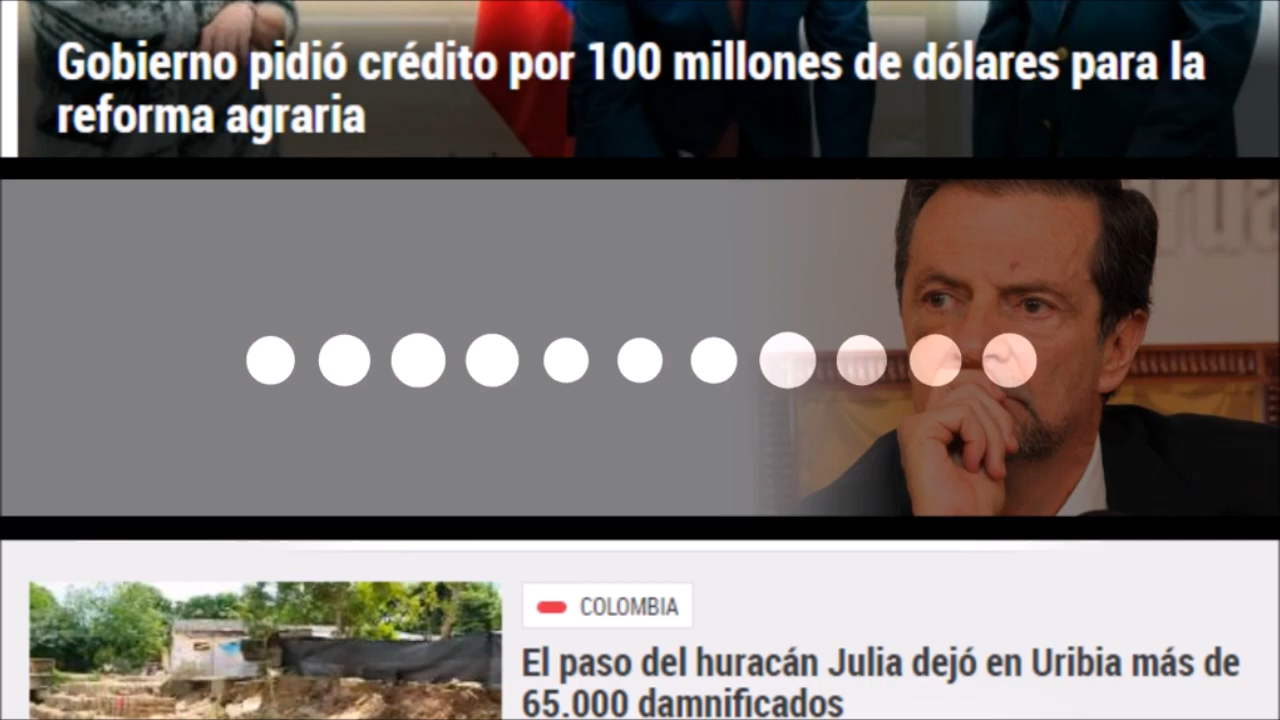 Gobierno pidió crédito por 100 millones de dólares para la
reforma agraria
COLOMBIA
El paso del huracán Julia dejó en Uribia más de
65.000 damnificados